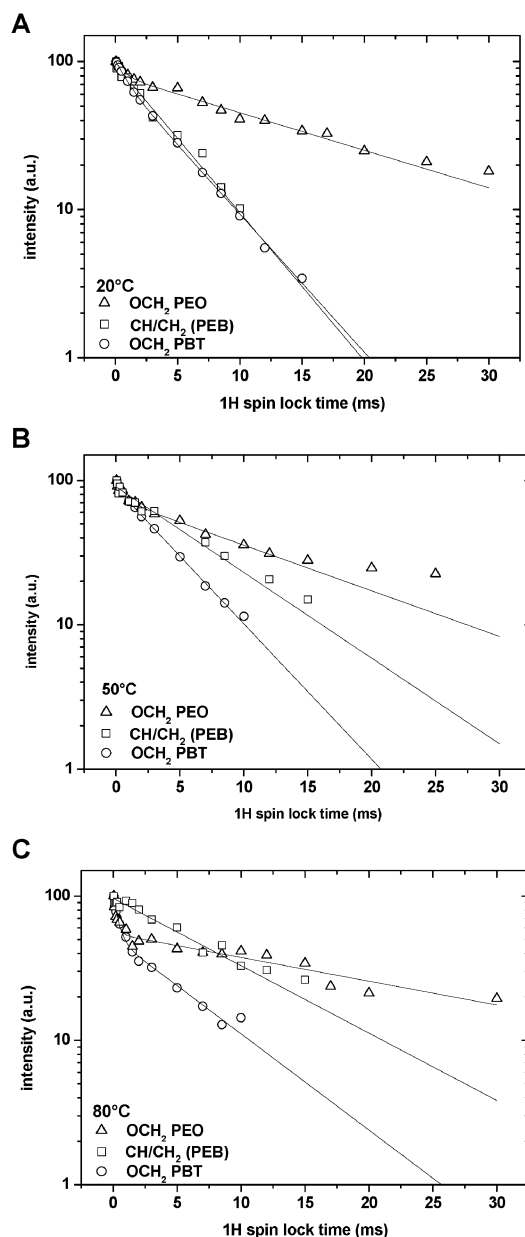 A
100
10
1
intensity (a.u.)
20°C
OCH₂ PEO
CH/CH₂ (PEB)
OCH₂ PBT
0 5 10 15 20 25 30
1H spin lock time (ms)
B
100
10
1
intensity (a.u.)
50°C
OCH₂ PEO
CH/CH₂ (PEB)
OCH₂ PBT
0 5 10 15 20 25 30
1H spin lock time (ms)
C
100
10
1
intensity (a.u.)
80°C
OCH₂ PEO
CH/CH₂ (PEB)
OCH₂ PBT
0 5 10 15 20 25 30
1H spin lock time (ms)